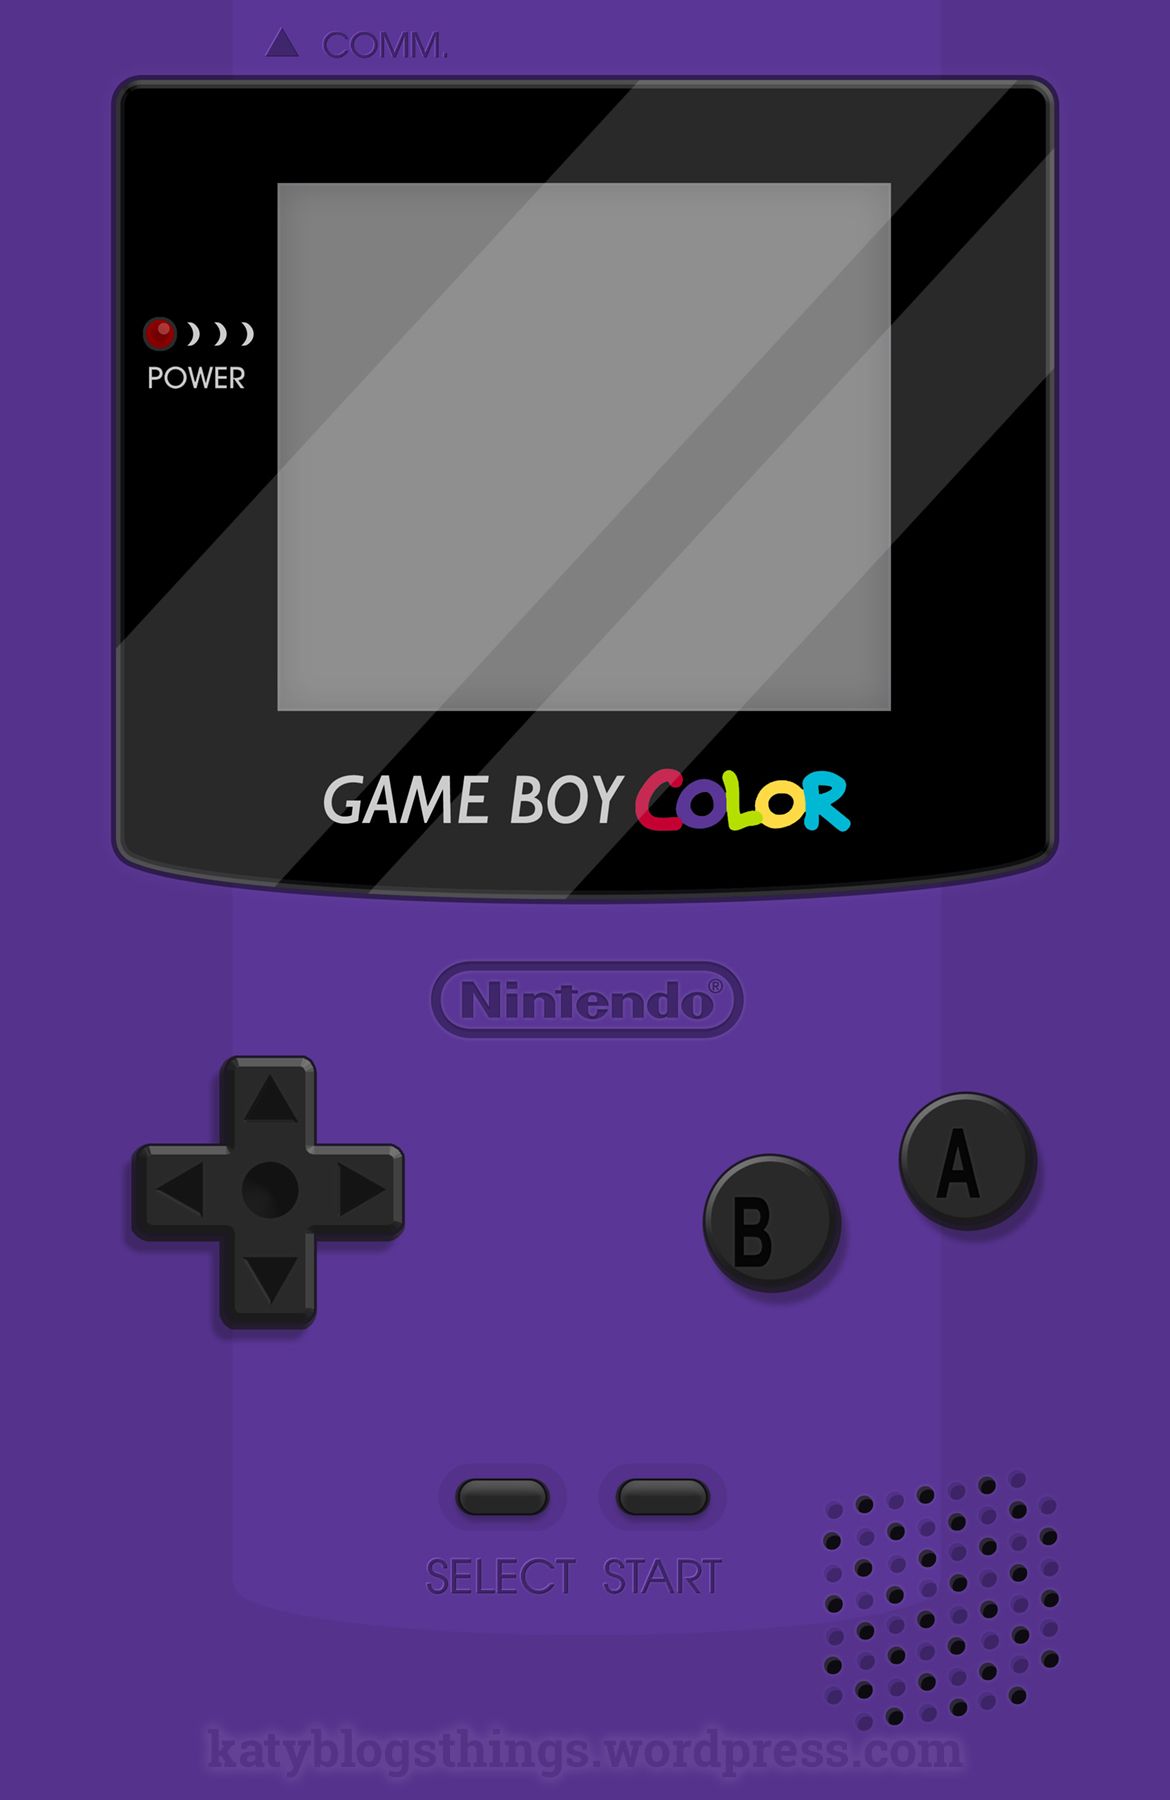 ▲ COMM.
POWER
GAME BOY COLOR
Nintendo®
A
B
SELECT START
katyblogsthings.wordpress.com